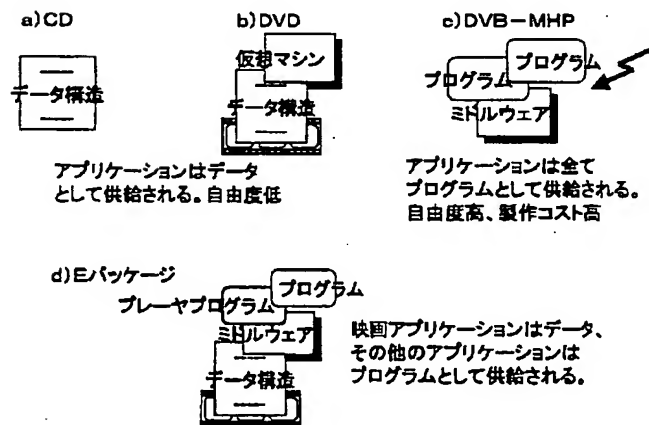 a)CD
データ構造
b)DVD
仮想マシン
データ構造
アプリケーションはデータ
として供給される。自由度低
c)DVB－MHP
プログラム
プログラム
ミドルウェア
アプリケーションは全て
プログラムとして供給される。
自由度高、製作コスト高
d)Eパッケージ
プログラム
プレーヤプログラム
ミドルウェア
データ構造
映画アプリケーションはデータ、
その他のアプリケーションは
プログラムとして供給される。